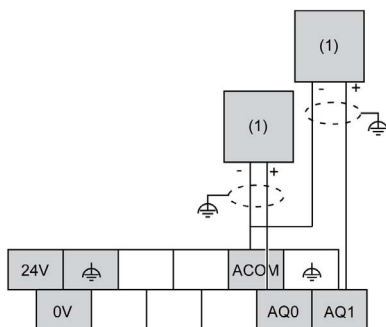 (1)
- +
(1)
- +
24V ACOM
0V AQ0 AQ1